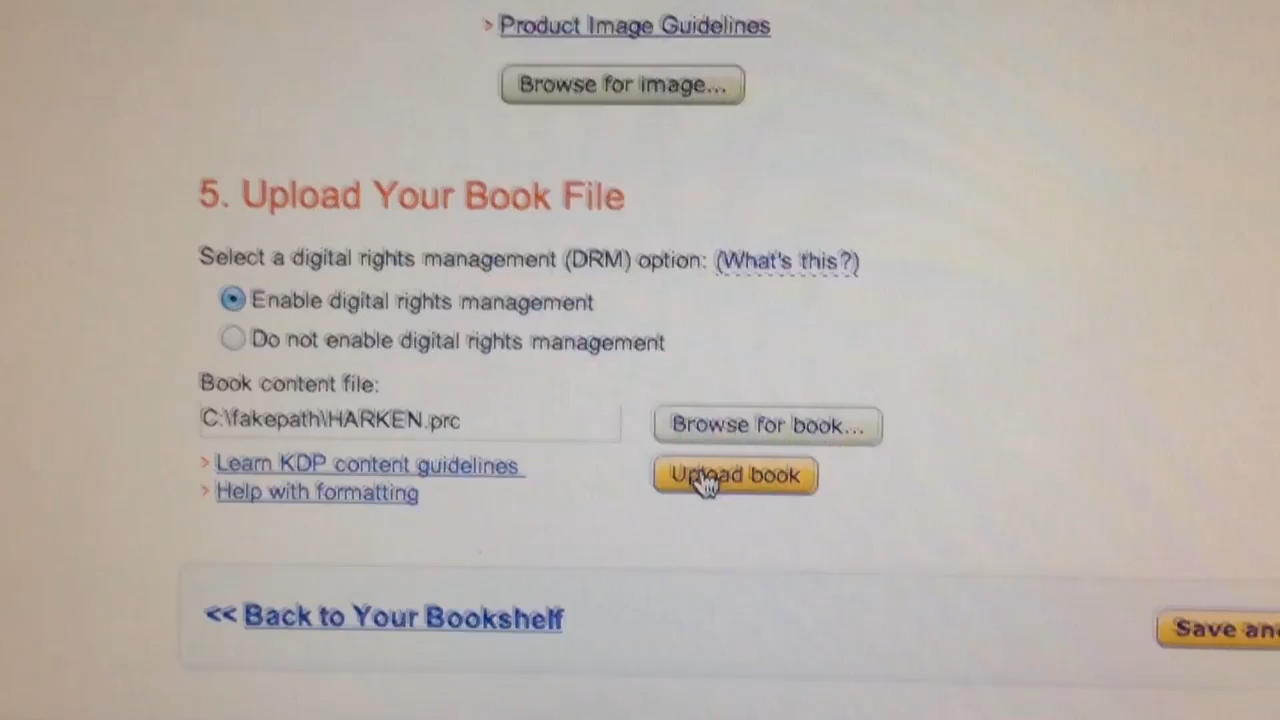 > Product Image Guidelines
Browse for image...
5. Upload Your Book File
Select a digital rights management (DRM) option: (What's this?)
Enable digital rights management
Do not enable digital rights management
Book content file:
C:\fakepath\HARKEN.prc
Browse for book...
> Learn KDP content guidelines
Upload book
> Help with formatting
<< Back to Your Bookshelf
Save an